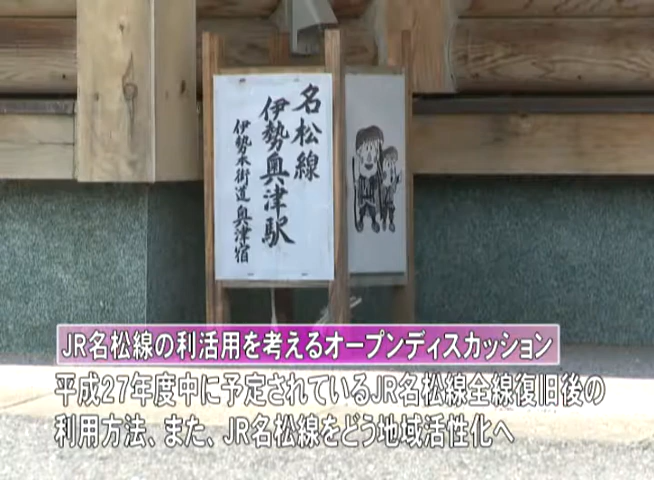 名松線
伊勢奥津駅
伊勢本街道 奥津宿
JR名松線の利活用を考えるオープンディスカッション
平成27年度中に予定されているJR名松線全線復旧後の
利用方法、また、JR名松線をどう地域活性化へ